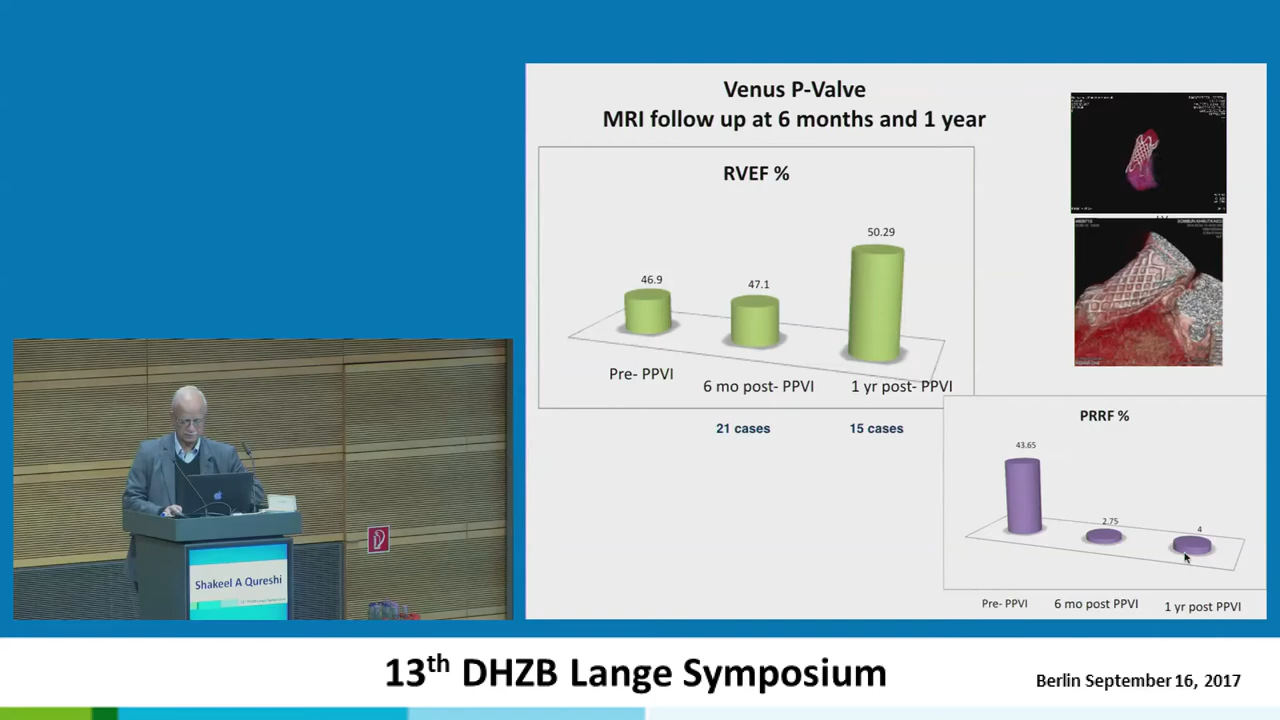 Venus P-Valve
MRI follow up at 6 months and 1 year
RVEF %
46.9
47.1
50.29
Pre- PPVI
6 mo post- PPVI
1 yr post- PPVI
21 cases
15 cases
PRRF %
43.65
2.75
4
Pre- PPVI
6 mo post PPVI
1 yr post PPVI
Shakeel A Qureshi
13th DHZB Lange Symposium
Berlin September 16, 2017